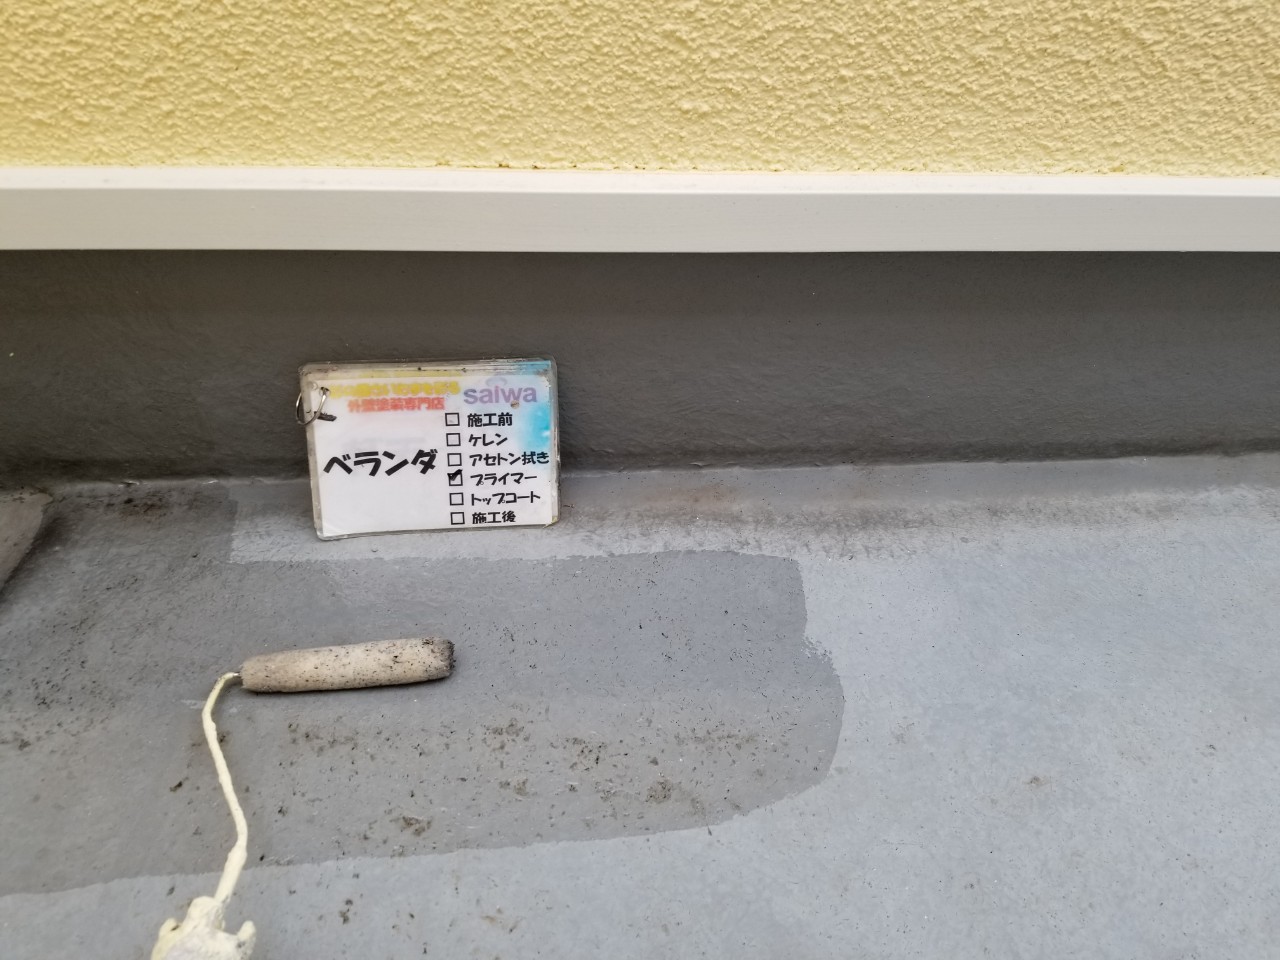 saiwa
外壁塗装専門店
ベランダ
□ 施工前
□ ケレン
□ アセトン拭き
☑ プライマー
□ トップコート
□ 施工後